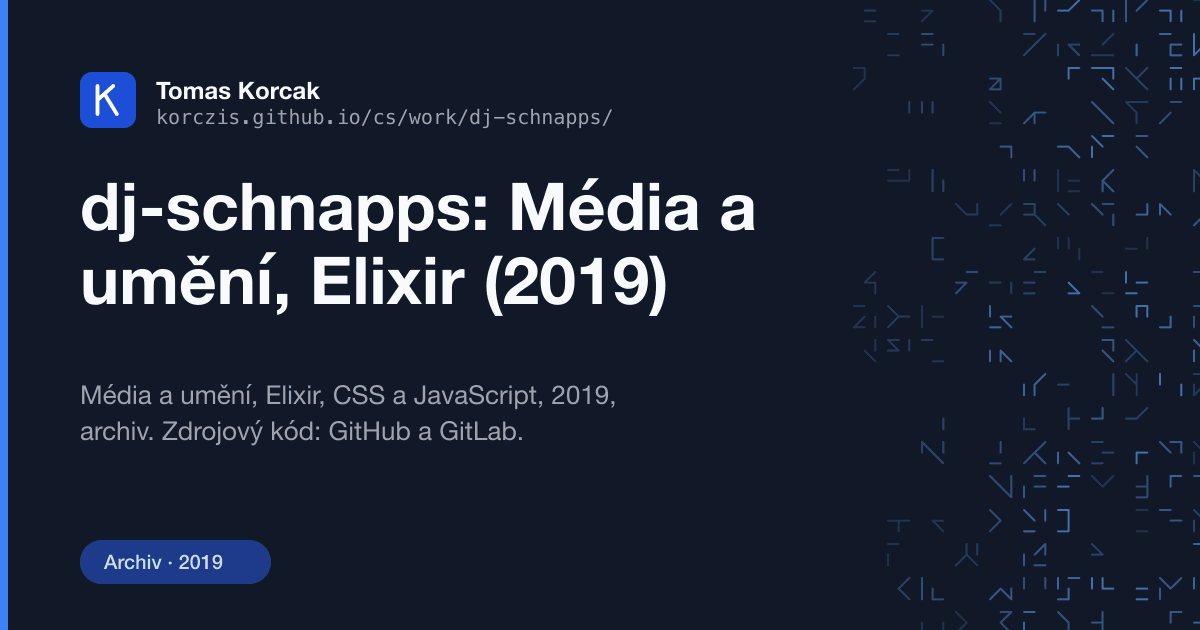 K
Tomas Korcak
korczis.github.io/cs/work/dj-schnapps/
dj-schnapps: Média a
umění, Elixir (2019)
Média a umění, Elixir, CSS a JavaScript, 2019,
archiv. Zdrojový kód: GitHub a GitLab.
Archiv · 2019